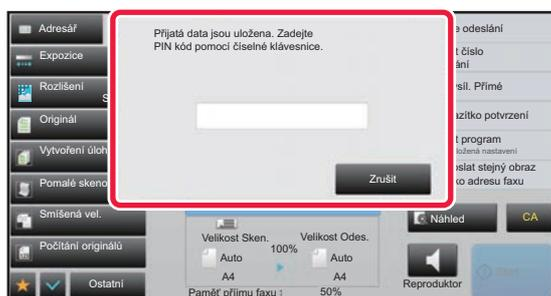 Adresář
Expozice
Rozlišení
S
Originál
Vytvoření úloh
Pomalé skeno
Smíšená vel.
Počítání originálů
Ostatní
Přijatá data jsou uložena. Zadejte
PIN kód pomocí číselné klávesnice.
Zrušit
e odeslání
t číslo
ání
síl. Přímé
azítko potvrzení
t program
ložená nastavení
oslat stejný obraz
ko adresu faxu
Velikost Sken.
100%
Velikost Odes.
Auto
A4
Auto
A4
Paměť příjmu faxu :
50%
Náhled
CA
Reproduktor
Start